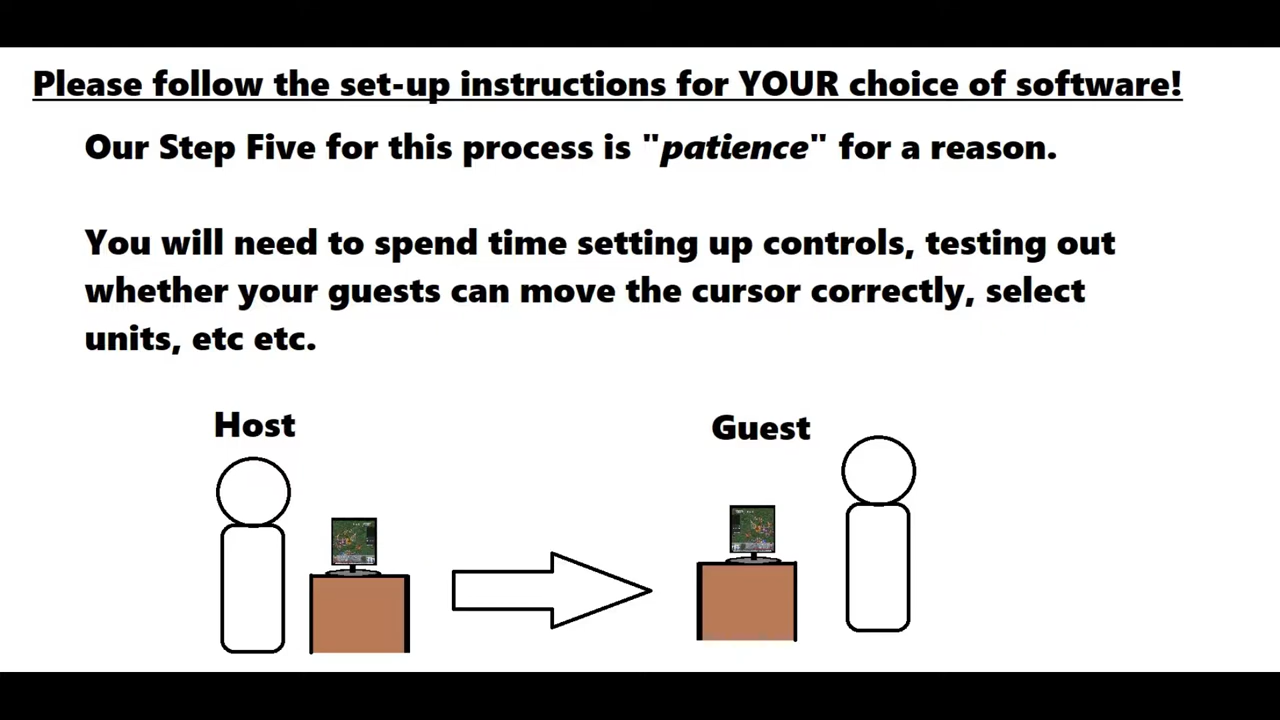 Please follow the set-up instructions for YOUR choice of software!
Our Step Five for this process is "patience" for a reason.
You will need to spend time setting up controls, testing out
whether your guests can move the cursor correctly, select
units, etc etc.
Host
Guest